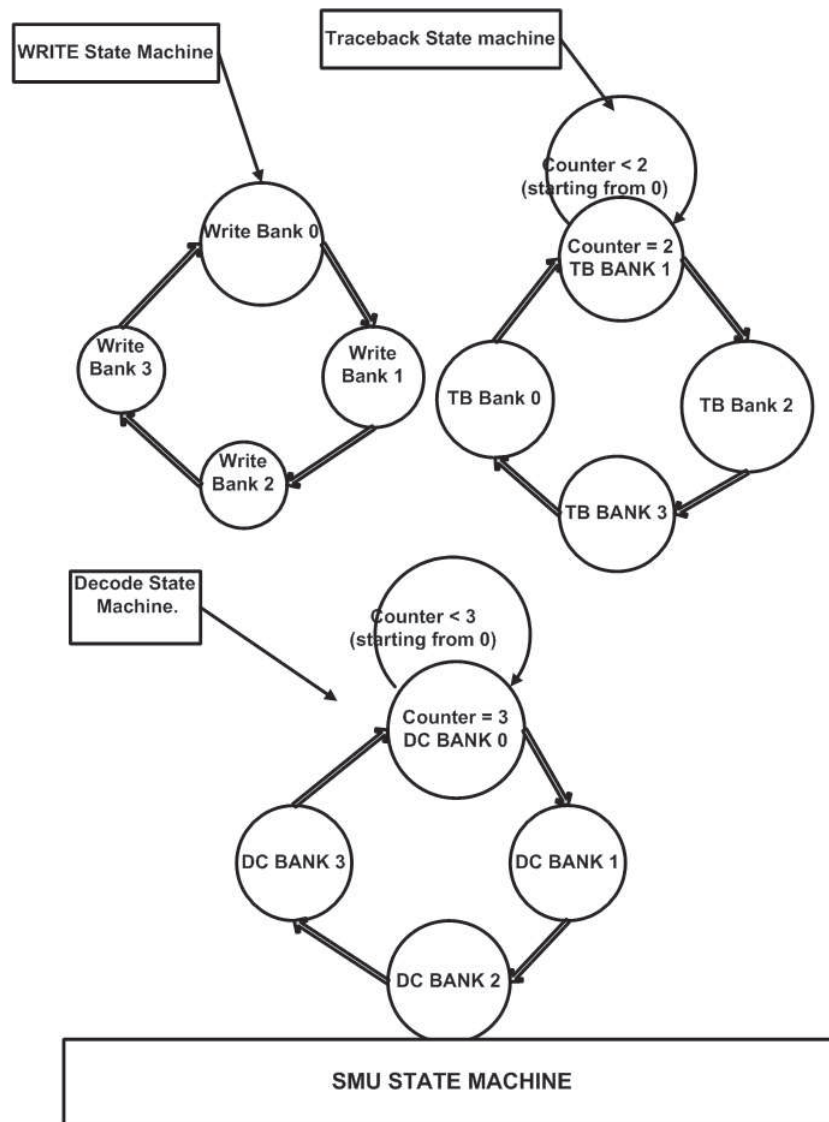 WRITE State Machine
Traceback State machine
Counter < 2
(starting from 0)
Write Bank 0
Counter = 2
TB BANK 1
Write
Bank 3
Write
Bank 1
TB Bank 0
TB Bank 2
Write
Bank 2
TB BANK 3
Decode State
Machine.
Counter < 3
(starting from 0)
Counter = 3
DC BANK 0
DC BANK 3
DC BANK 1
DC BANK 2
SMU STATE MACHINE